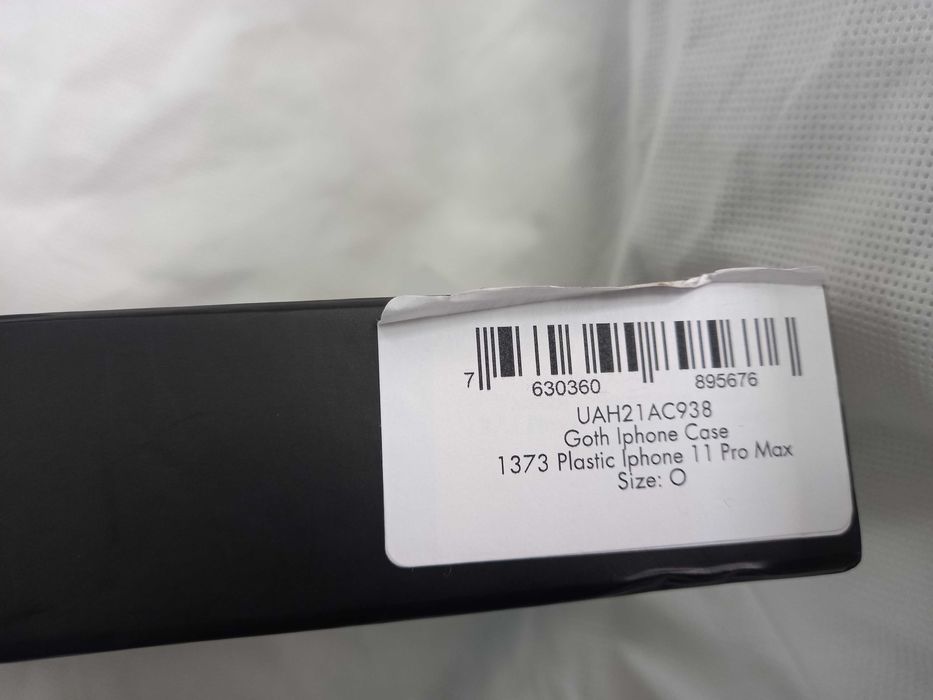 7 630360 895676
UAH21AC938
Goth Iphone Case
1373 Plastic Iphone 11 Pro Max
Size: O